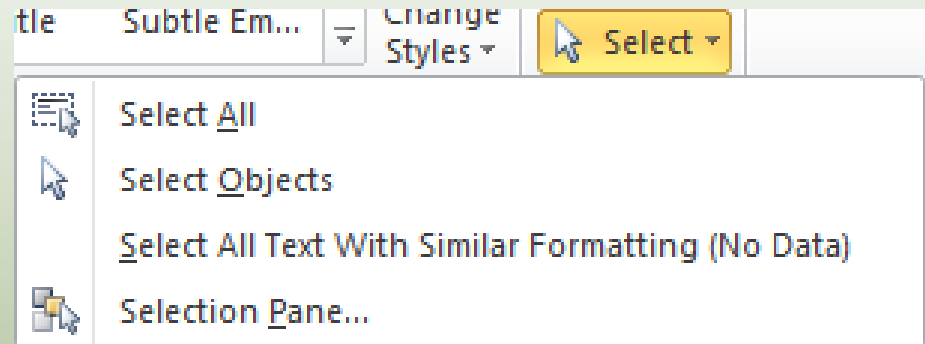 tle Subtle Em... Change
Styles Select
Select All
Select Objects
Select All Text With Similar Formatting (No Data)
Selection Pane...